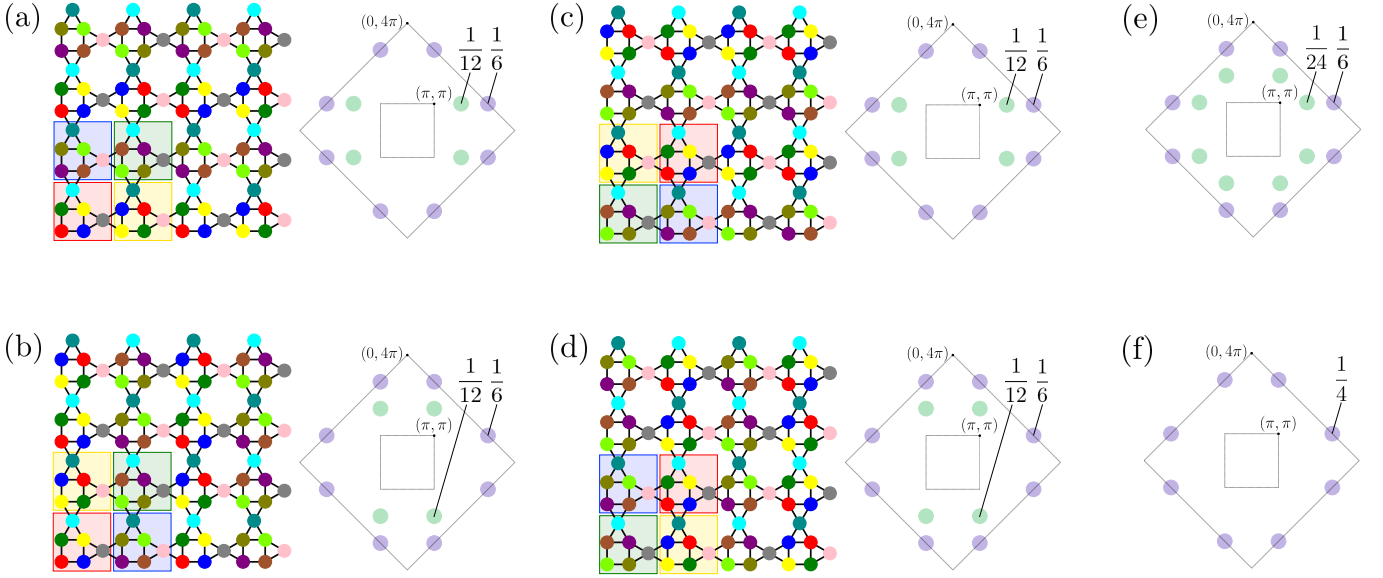 (a)
(0, 4π)
(π, π)
1/12
1/6
(c)
(0, 4π)
(π, π)
1/12
1/6
(e)
(0, 4π)
(π, π)
1/24
1/6
(b)
(0, 4π)
(π, π)
1/12
1/6
(d)
(0, 4π)
(π, π)
1/12
1/6
(f)
(0, 4π)
(π, π)
1/4